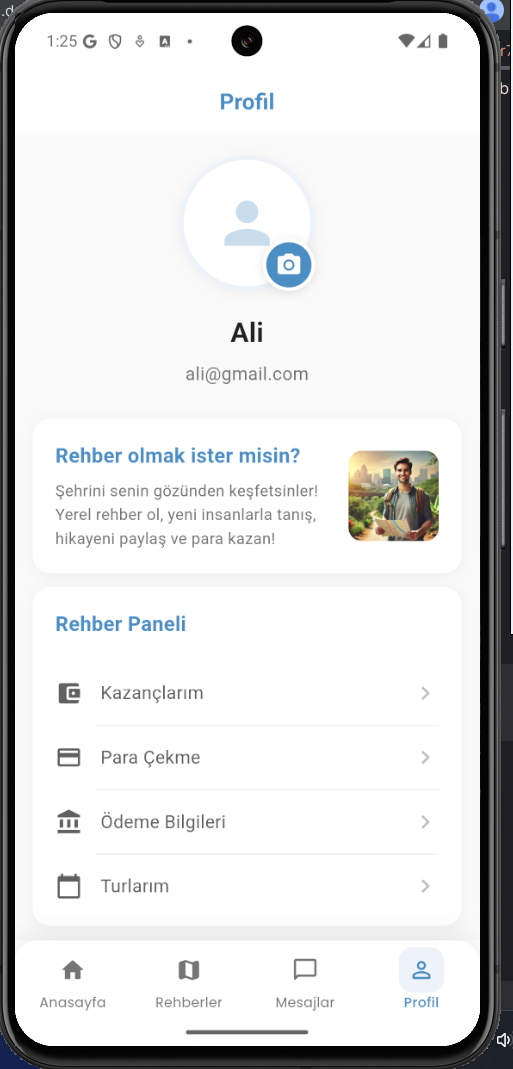 1:25
Profil
Ali
ali@gmail.com
Rehber olmak ister misin?
Şehrini senin gözünden keşfetsinler!
Yerel rehber ol, yeni insanlarla tanış,
hikayeni paylaş ve para kazan!
Rehber Paneli
Kazançlarım
Para Çekme
Ödeme Bilgileri
Turlarım
Anasayfa
Rehberler
Mesajlar
Profil